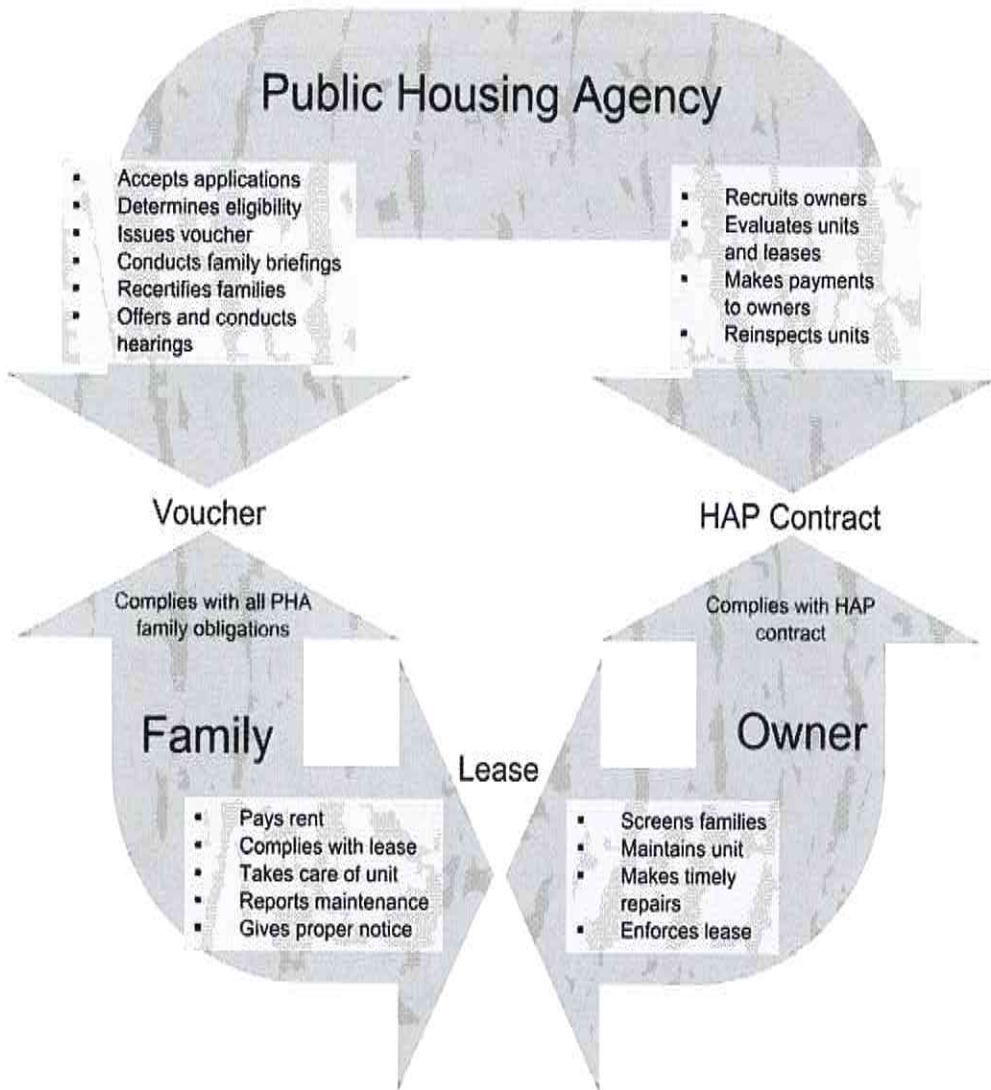 Public Housing Agency
▪ Accepts applications
▪ Determines eligibility
▪ Issues voucher
▪ Conducts family briefings
▪ Recertifies families
▪ Offers and conducts
hearings
▪ Recruits owners
▪ Evaluates units
and leases
▪ Makes payments
to owners
▪ Reinspects units
Voucher
HAP Contract
Complies with all PHA
family obligations
Complies with HAP
contract
Family
Owner
Lease
▪ Pays rent
▪ Complies with lease
▪ Takes care of unit
▪ Reports maintenance
▪ Gives proper notice
▪ Screens families
▪ Maintains unit
▪ Makes timely
repairs
▪ Enforces lease